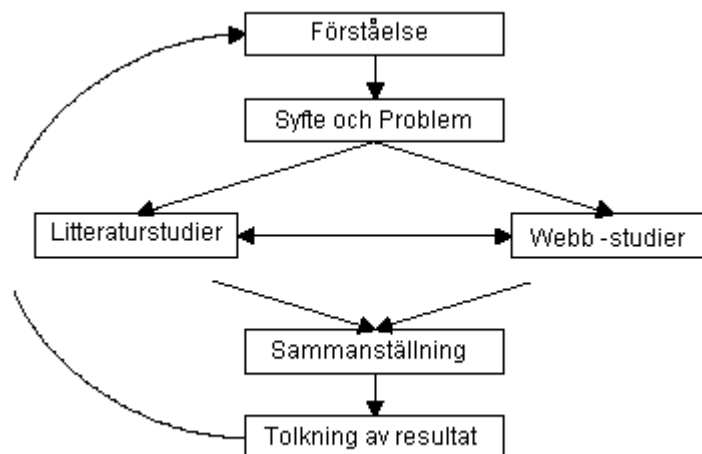 Förståelse
Syfte och Problem
Litteraturstudier
Webb -studier
Sammanställning
Tolkning av resultat